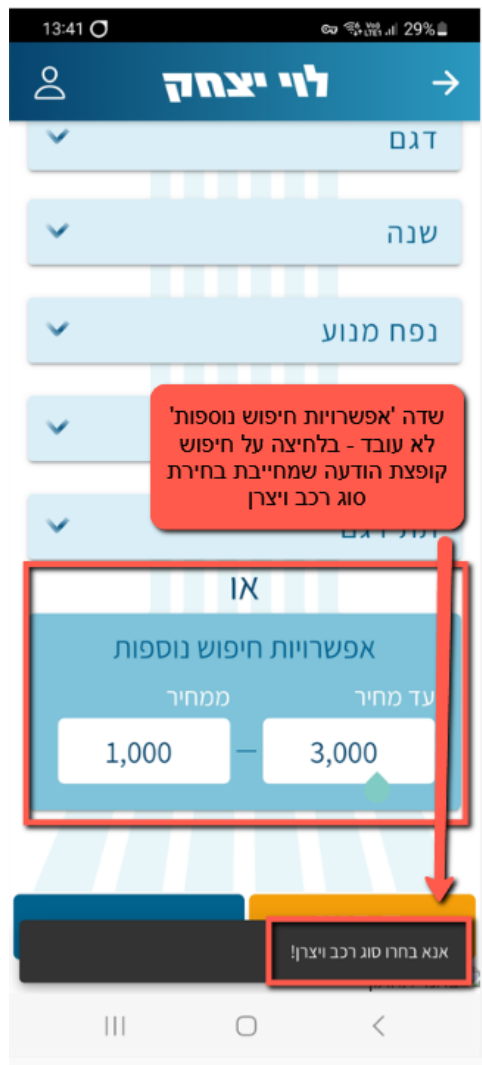 13:41 29%
לוי יצחק
דגם
שנה
נפח מנוע
שדה 'אפשרויות חיפוש נוספות'
לא עובד - בלחיצה על חיפוש
קופצת הודעה שמחייבת בחירת
סוג רכב ויצרן
או
אפשרויות חיפוש נוספות
עד מחיר ממחיר
3,000 – 1,000
אנא בחרו סוג רכב ויצרן!